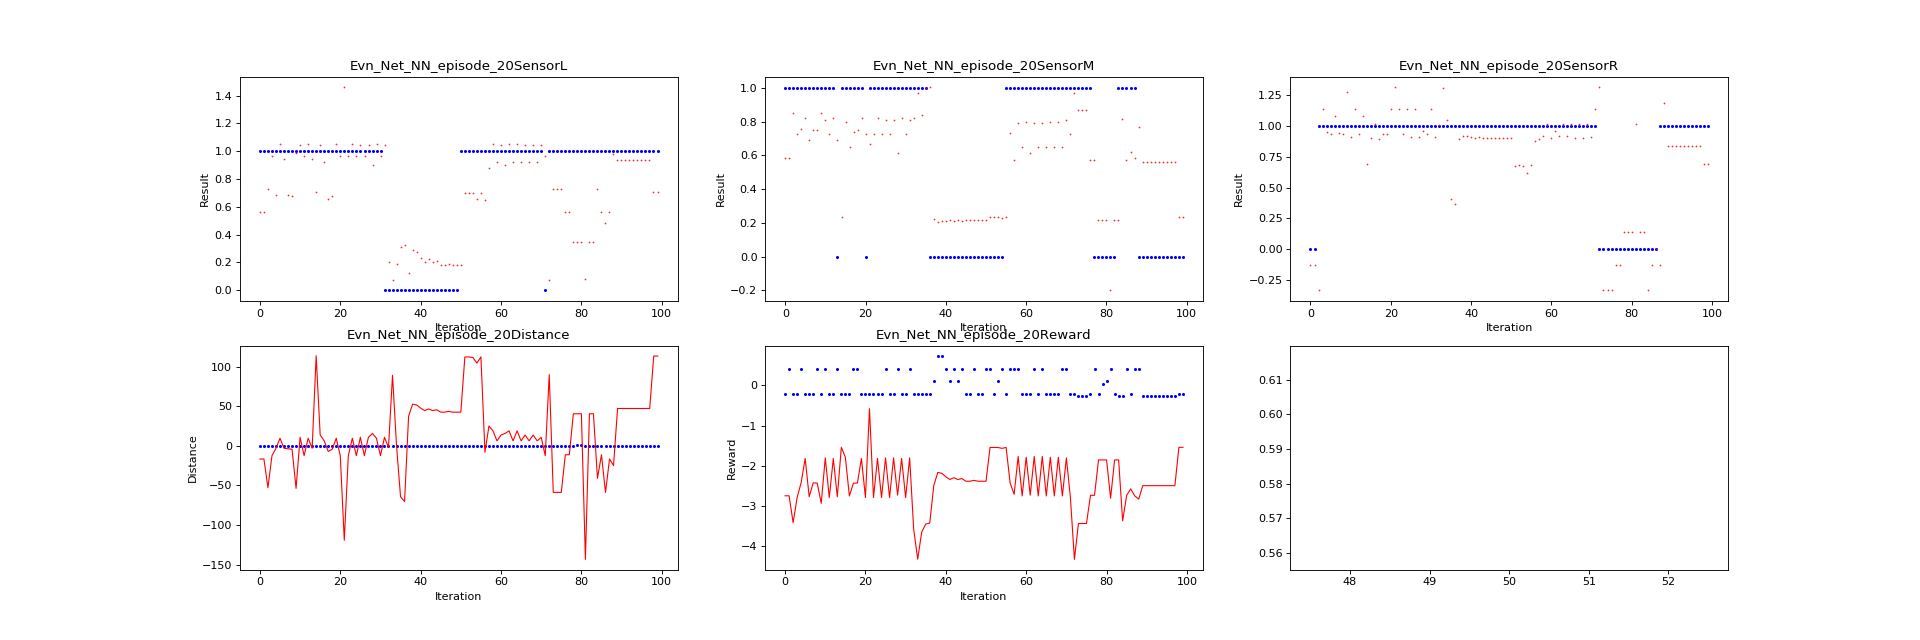 Evn_Net_NN_episode_20SensorL
Result
1.4
1.2
1.0
0.8
0.6
0.4
0.2
0.0
0 20 40 60 80 100
Iteration
Evn_Net_NN_episode_20SensorM
Result
1.0
0.8
0.6
0.4
0.2
0.0
−0.2
0 20 40 60 80 100
Iteration
Evn_Net_NN_episode_20SensorR
Result
1.25
1.00
0.75
0.50
0.25
0.00
−0.25
0 20 40 60 80 100
Iteration
Evn_Net_NN_episode_20Distance
Distance
100
50
0
−50
−100
−150
0 20 40 60 80 100
Iteration
Evn_Net_NN_episode_20Reward
Reward
0
−1
−2
−3
−4
0 20 40 60 80 100
Iteration
0.61
0.60
0.59
0.58
0.57
0.56
48 49 50 51 52